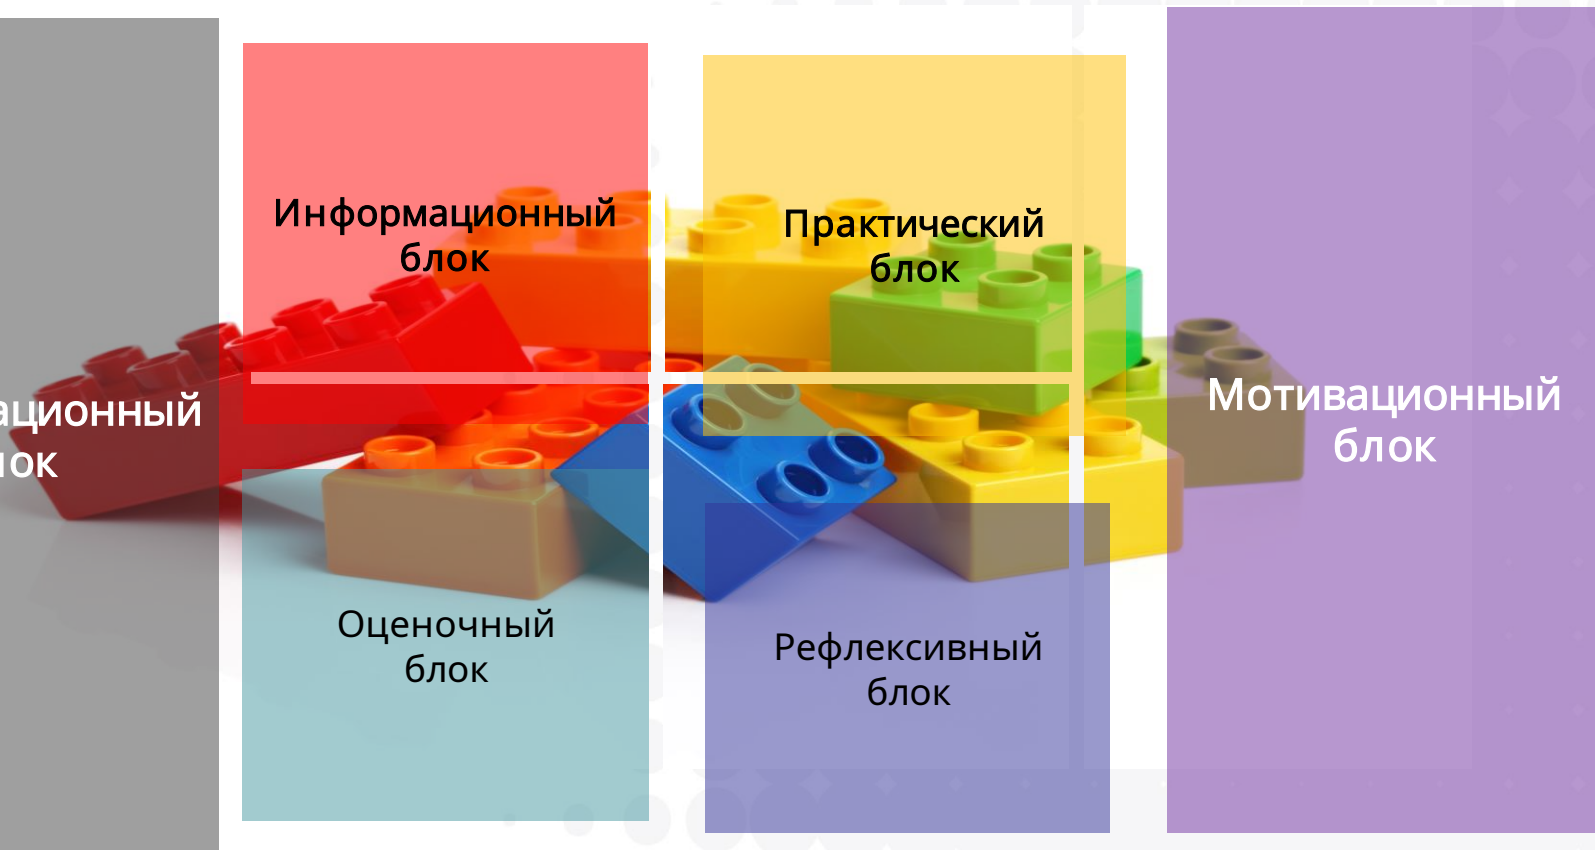 Информационный
блок
Практический
блок
Мотивационный
блок
Оценочный
блок
Рефлексивный
блок